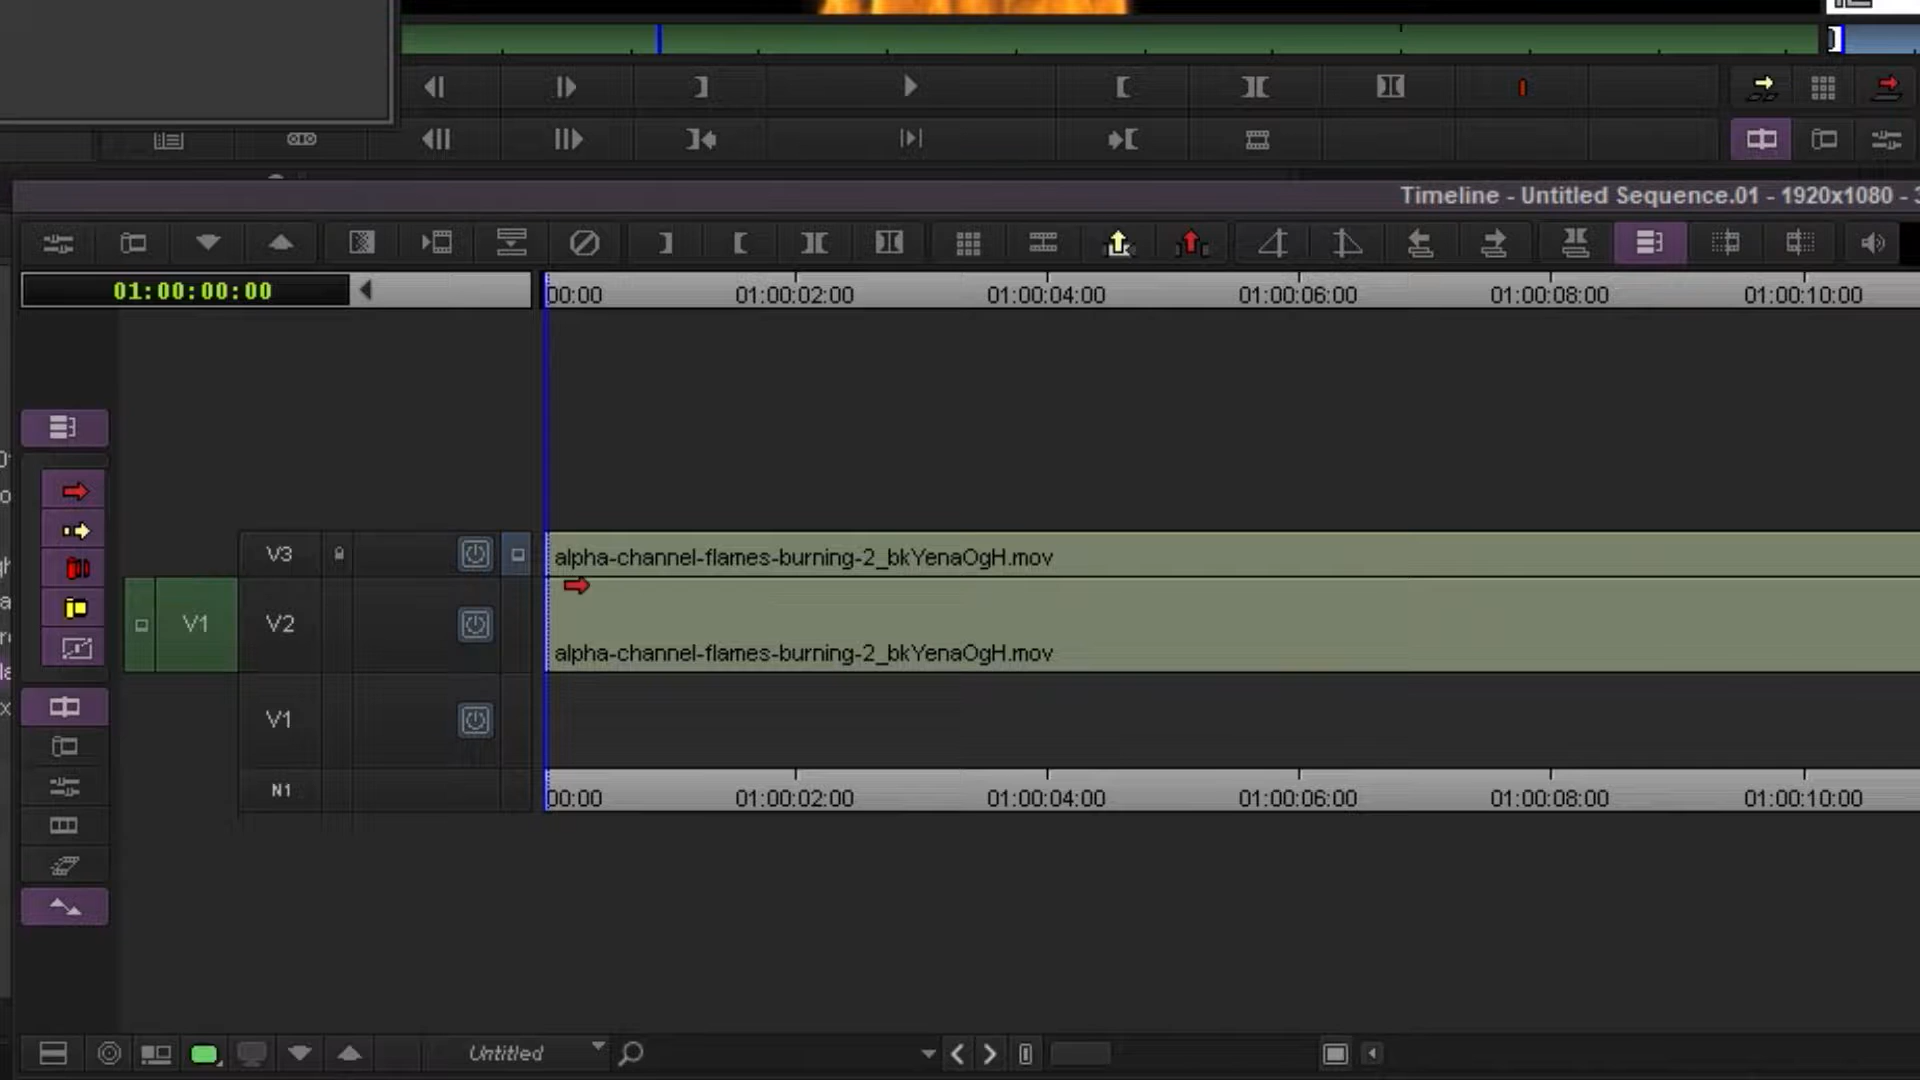 Timeline - Untitled Sequence.01 - 1920x1080 -
01:00:00:00
00:00 01:00:02:00 01:00:04:00 01:00:06:00 01:00:08:00 01:00:10:00
V3 alpha-channel-flames-burning-2_bkYenaOgH.mov
V1 V2
alpha-channel-flames-burning-2_bkYenaOgH.mov
V1
N1 00:00 01:00:02:00 01:00:04:00 01:00:06:00 01:00:08:00 01:00:10:00
Untitled